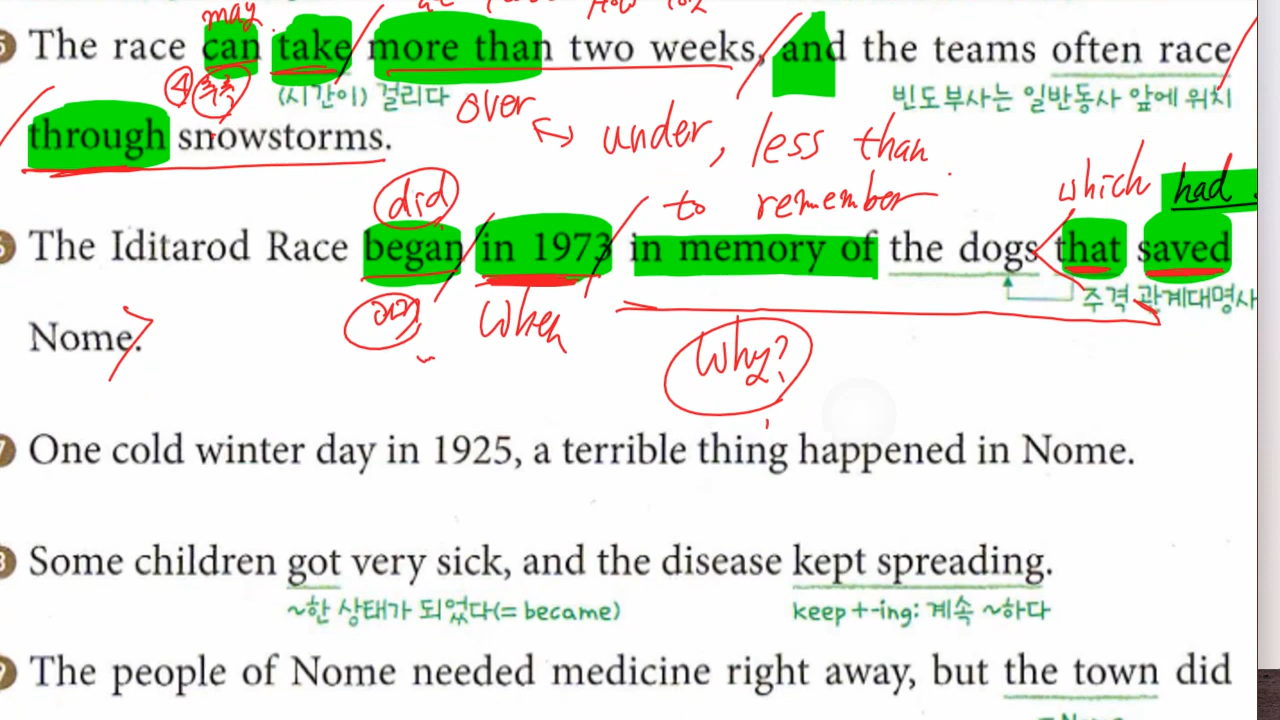 may
The race can take more than two weeks, and the teams often race
④ 추측 (시간이) 걸리다 over 빈도부사는 일반동사 앞에 위치
through snowstorms. ↔ under, less than
did to remember which had
The Iditarod Race began in 1973 in memory of the dogs that saved
주격 관계대명사
When
Nome.
Why?
One cold winter day in 1925, a terrible thing happened in Nome.
Some children got very sick, and the disease kept spreading.
~한 상태가 되었다(= became) keep +-ing: 계속 ~하다
The people of Nome needed medicine right away, but the town did